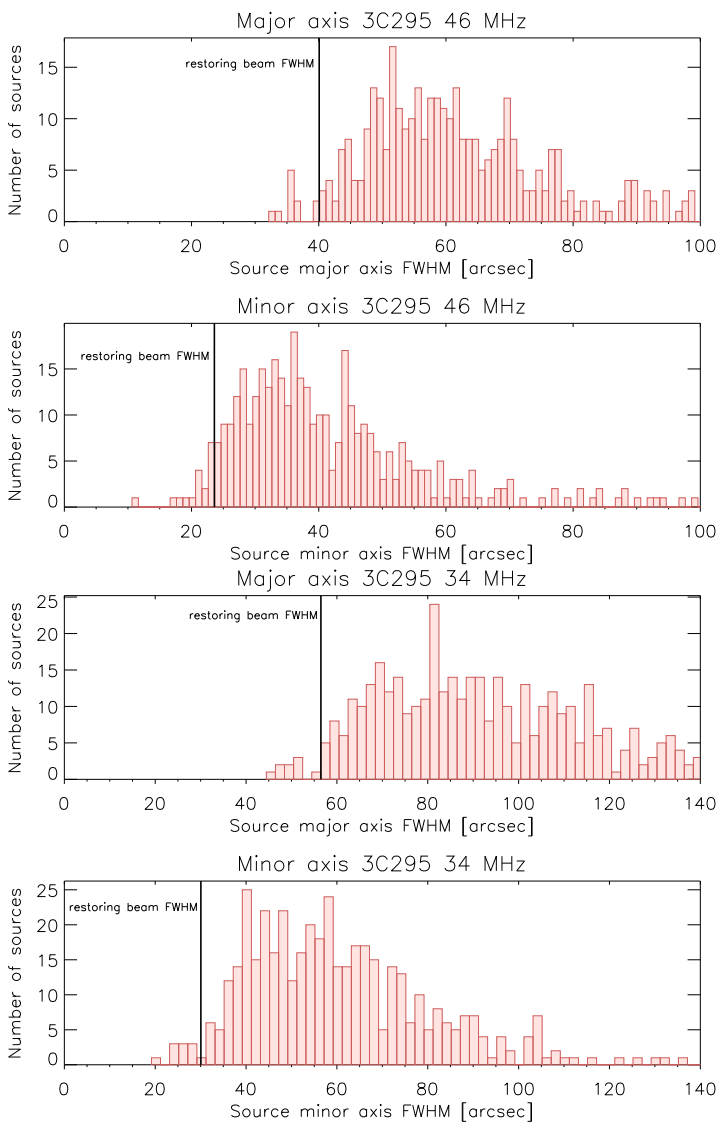 Major axis 3C295 46 MHz
restoring beam FWHM
Number of sources
15
10
5
0
0 20 40 60 80 100
Source major axis FWHM [arcsec]
Minor axis 3C295 46 MHz
restoring beam FWHM
Number of sources
15
10
5
0
0 20 40 60 80 100
Source minor axis FWHM [arcsec]
Major axis 3C295 34 MHz
restoring beam FWHM
Number of sources
25
20
15
10
5
0
0 20 40 60 80 100 120 140
Source major axis FWHM [arcsec]
Minor axis 3C295 34 MHz
restoring beam FWHM
Number of sources
25
20
15
10
5
0
0 20 40 60 80 100 120 140
Source minor axis FWHM [arcsec]